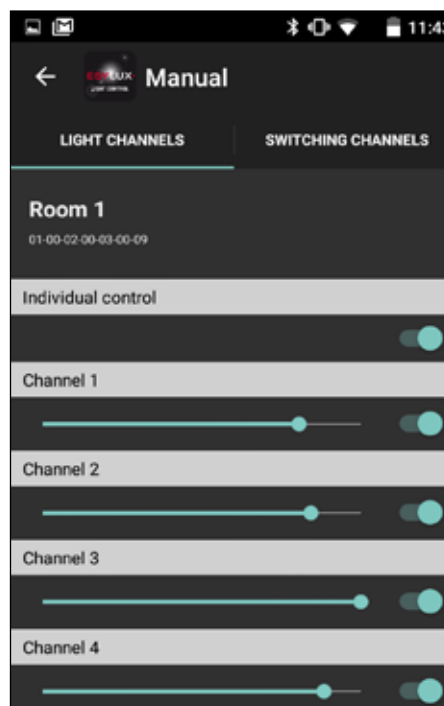 11:43
Manual
LIGHT CHANNELS
SWITCHING CHANNELS
Room 1
01-00-02-00-03-00-09
Individual control
Channel 1
Channel 2
Channel 3
Channel 4